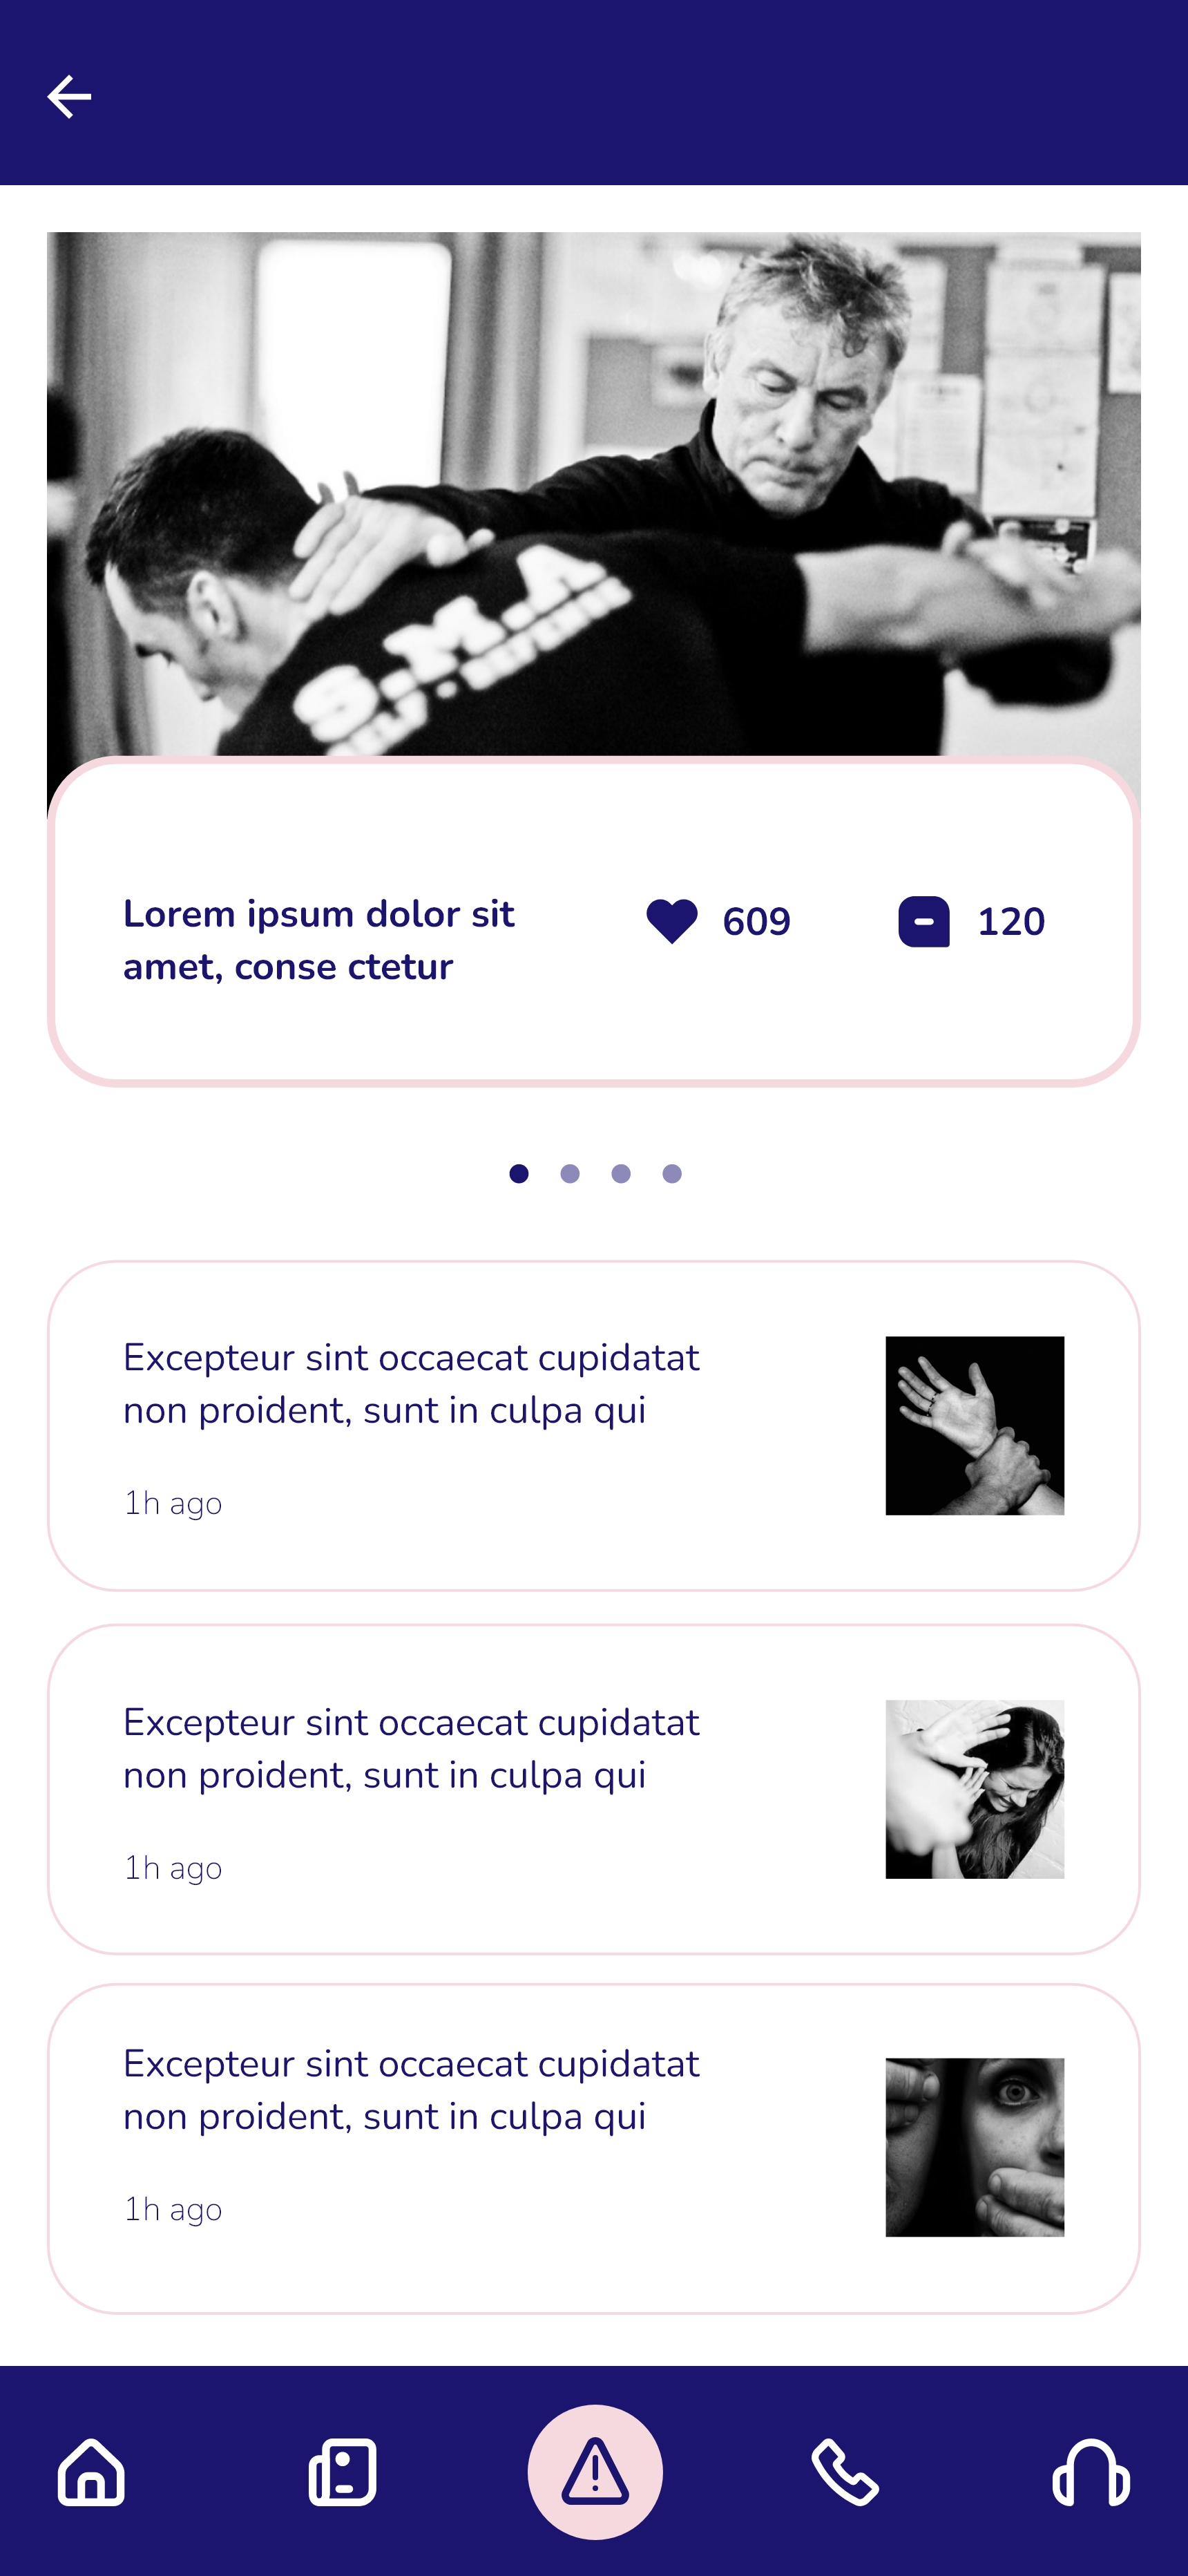 S.M.A
Lorem ipsum dolor sit
amet, conse ctetur
609
120
Excepteur sint occaecat cupidatat
non proident, sunt in culpa qui
1h ago
Excepteur sint occaecat cupidatat
non proident, sunt in culpa qui
1h ago
Excepteur sint occaecat cupidatat
non proident, sunt in culpa qui
1h ago